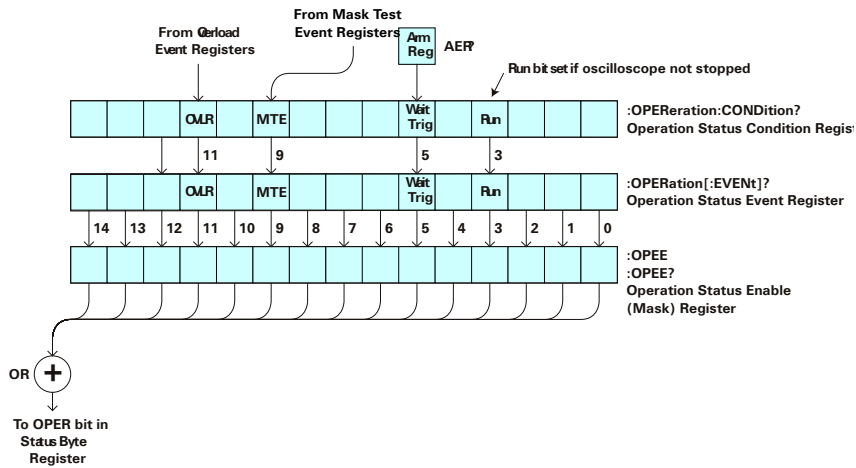 From Mask Test
Event Registers
From Overload
Event Registers
Arm
Reg
AER?
Run bit set if oscilloscope not stopped
OVLR
MTE
Wait
Trig
Run
:OPEReration:CONDition?
Operation Status Condition Regist
11
9
5
3
OVLR
MTE
Wait
Trig
Run
:OPERation[:EVENt]?
Operation Status Event Register
14
13
12
11
10
9
8
7
6
5
4
3
2
1
0
:OPEE
:OPEE?
Operation Status Enable
(Mask) Register
OR
+
To OPER bit in
Status Byte
Register